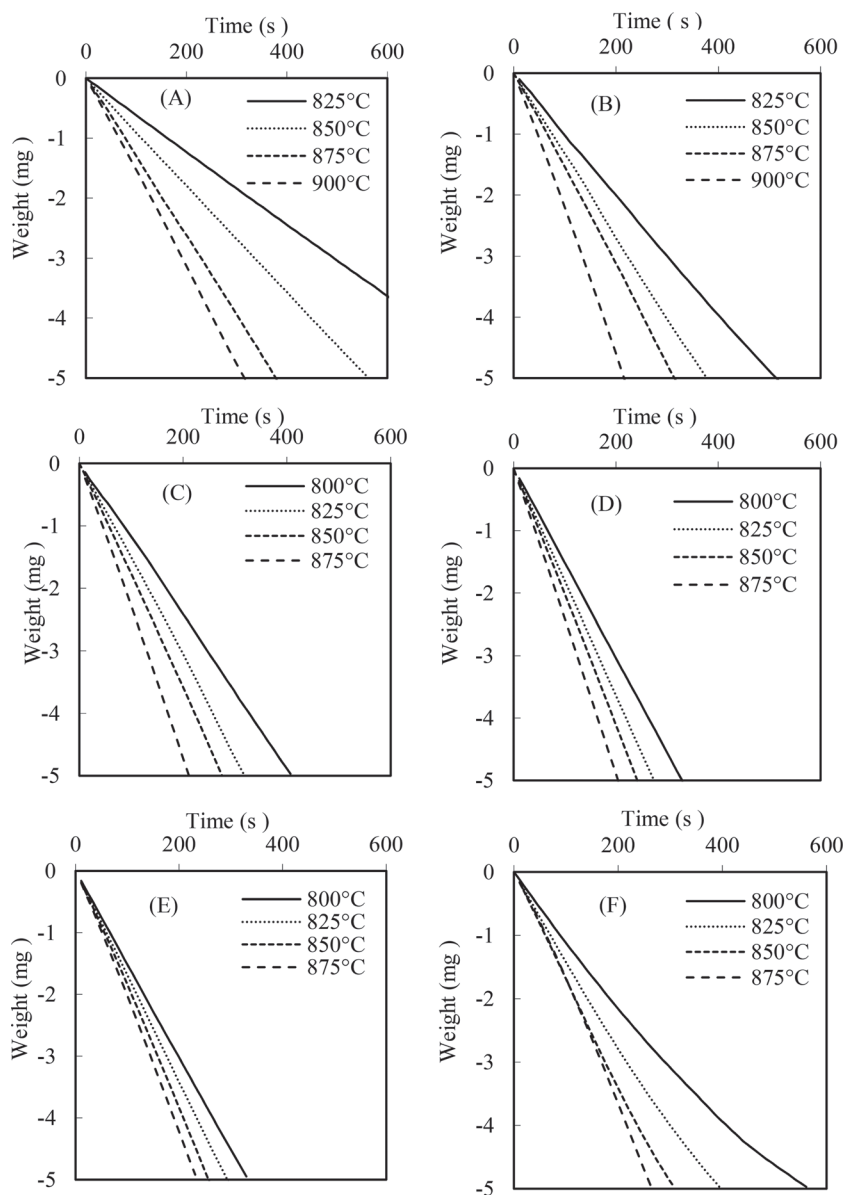 Time (s )
0 200 400 600
0
-1
-2
-3
-4
-5
Weight (mg )
(A)
825°C
850°C
875°C
900°C
Time ( s )
0 200 400 600
0
-1
-2
-3
-4
-5
Weight (mg )
(B)
825°C
850°C
875°C
900°C
Time (s )
0 200 400 600
0
-1
-2
-3
-4
-5
Weight (mg )
(C)
800°C
825°C
850°C
875°C
Time (s )
0 200 400 600
0
-1
-2
-3
-4
-5
Weight (mg )
(D)
800°C
825°C
850°C
875°C
Time (s )
0 200 400 600
0
-1
-2
-3
-4
-5
Weight (mg )
(E)
800°C
825°C
850°C
875°C
Time (s )
0 200 400 600
0
-1
-2
-3
-4
-5
Weight (mg )
(F)
800°C
825°C
850°C
875°C